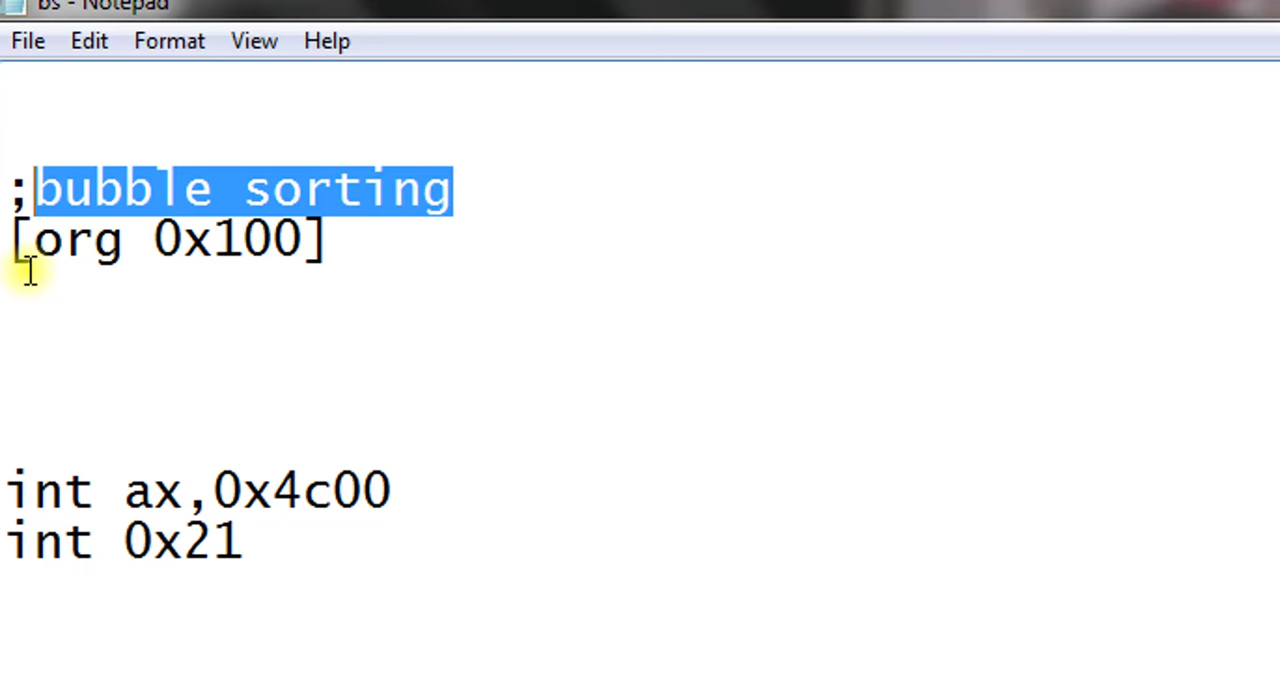 bs - Notepad
File Edit Format View Help
;bubble sorting
[org 0x100]
int ax,0x4c00
int 0x21